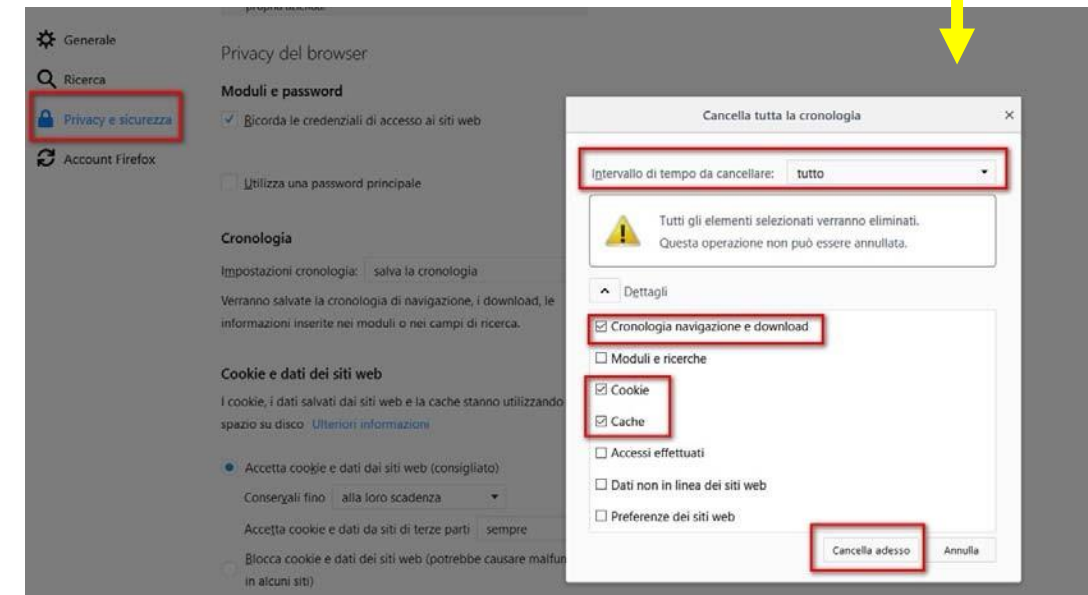 Generale
Ricerca
Privacy e sicurezza
Account Firefox
Privacy del browser
Moduli e password
Ricorda le credenziali di accesso ai siti web
Utilizza una password principale
Cronologia
Impostazioni cronologia: salva la cronologia
Verranno salvate la cronologia di navigazione, i download, le
informazioni inserite nei moduli o nei campi di ricerca.
Cookie e dati dei siti web
I cookie, i dati salvati dai siti web e la cache stanno utilizzando
spazio su disco Ulteriori informazioni
Accetta cookie e dati dai siti web (consigliato)
Conservali fino alla loro scadenza
Accetta cookie e dati da siti di terze parti sempre
Blocca cookie e dati dei siti web (potrebbe causare malfun
in alcuni siti)
Cancella tutta la cronologia
Intervallo di tempo da cancellare: tutto
Tutti gli elementi selezionati verranno eliminati.
Questa operazione non può essere annullata.
Dettagli
Cronologia navigazione e download
Moduli e ricerche
Cookie
Cache
Accessi effettuati
Dati non in linea dei siti web
Preferenze dei siti web
Cancella adesso Annulla